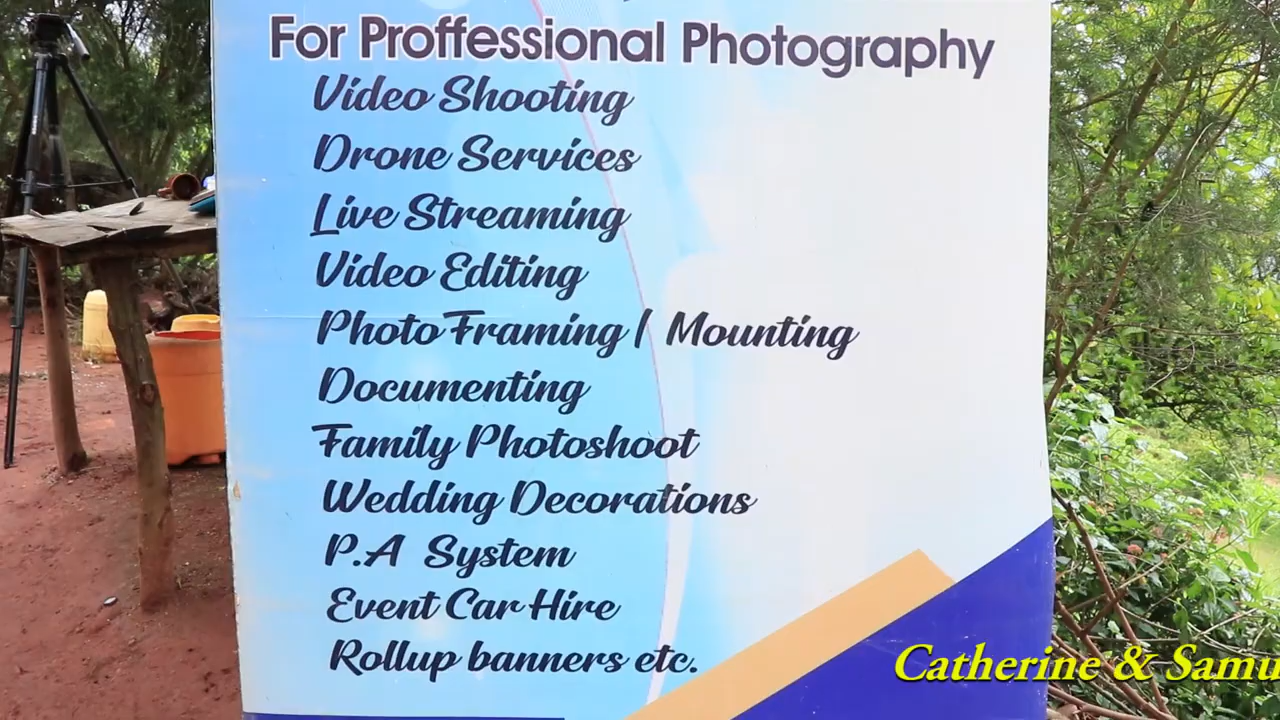 For Proffessional Photography
Video Shooting
Drone Services
Live Streaming
Video Editing
Photo Framing / Mounting
Documenting
Family Photoshoot
Wedding Decorations
P.A System
Event Car Hire
Rollup banners etc.
Catherine &